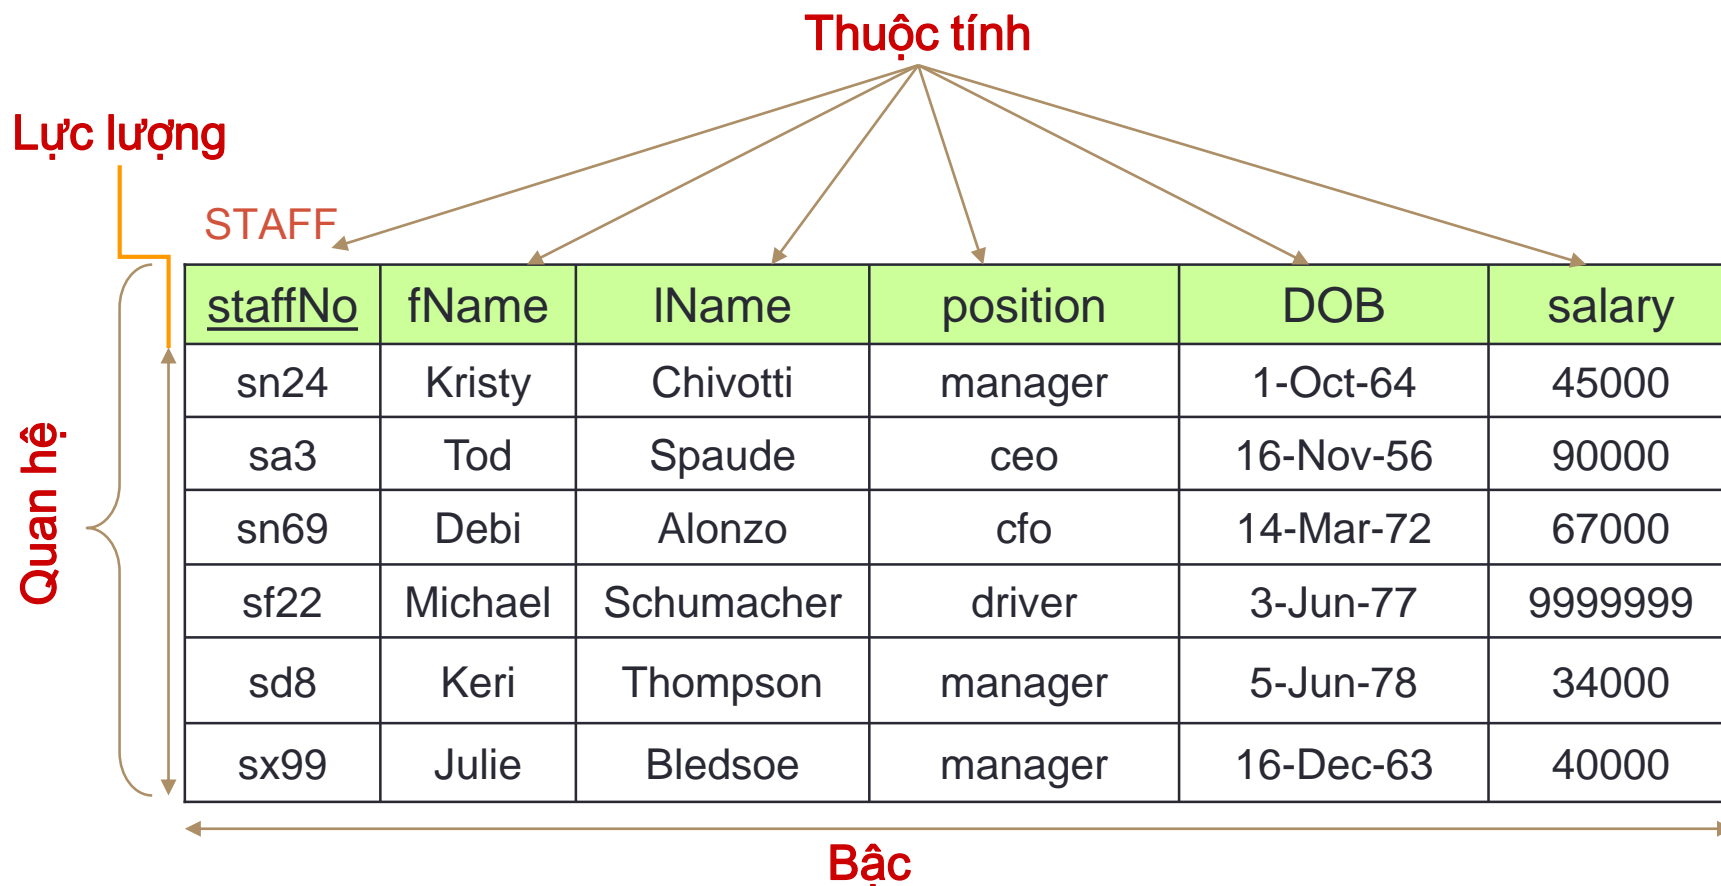 Thuộc tính
Lực lượng
STAFF
staffNo fName lName position DOB salary
sn24 Kristy Chivotti manager 1-Oct-64 45000
sa3 Tod Spaude ceo 16-Nov-56 90000
sn69 Debi Alonzo cfo 14-Mar-72 67000
sf22 Michael Schumacher driver 3-Jun-77 9999999
sd8 Keri Thompson manager 5-Jun-78 34000
sx99 Julie Bledsoe manager 16-Dec-63 40000
Quan hệ
Bậc